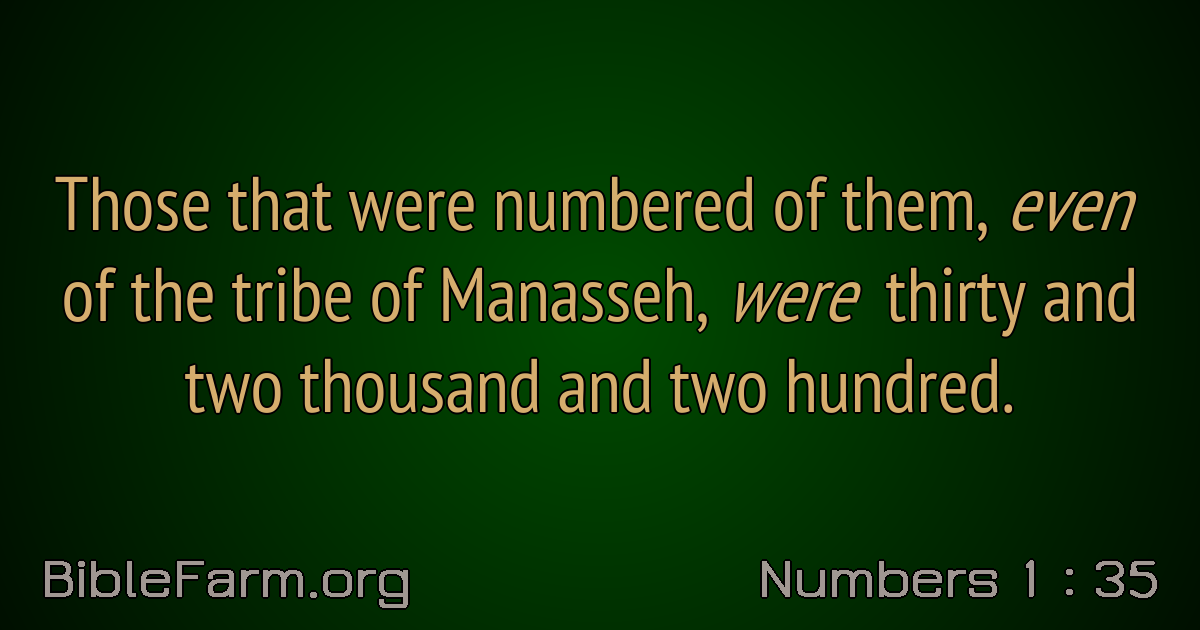 Those that were numbered of them, even
of the tribe of Manasseh, were thirty and
two thousand and two hundred.
BibleFarm.org
Numbers 1 : 35